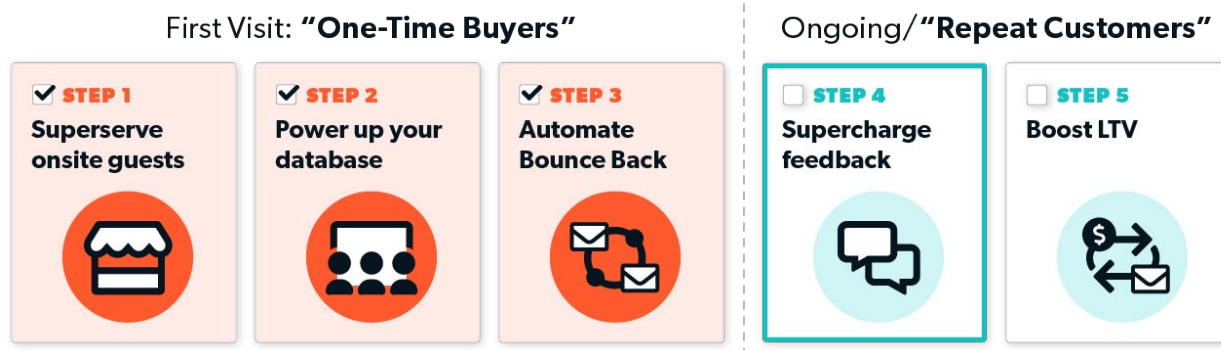 First Visit: “One-Time Buyers”
Ongoing/“Repeat Customers”
STEP 1
Superserve
onsite guests
STEP 2
Power up your
database
STEP 3
Automate
Bounce Back
STEP 4
Supercharge
feedback
STEP 5
Boost LTV
$